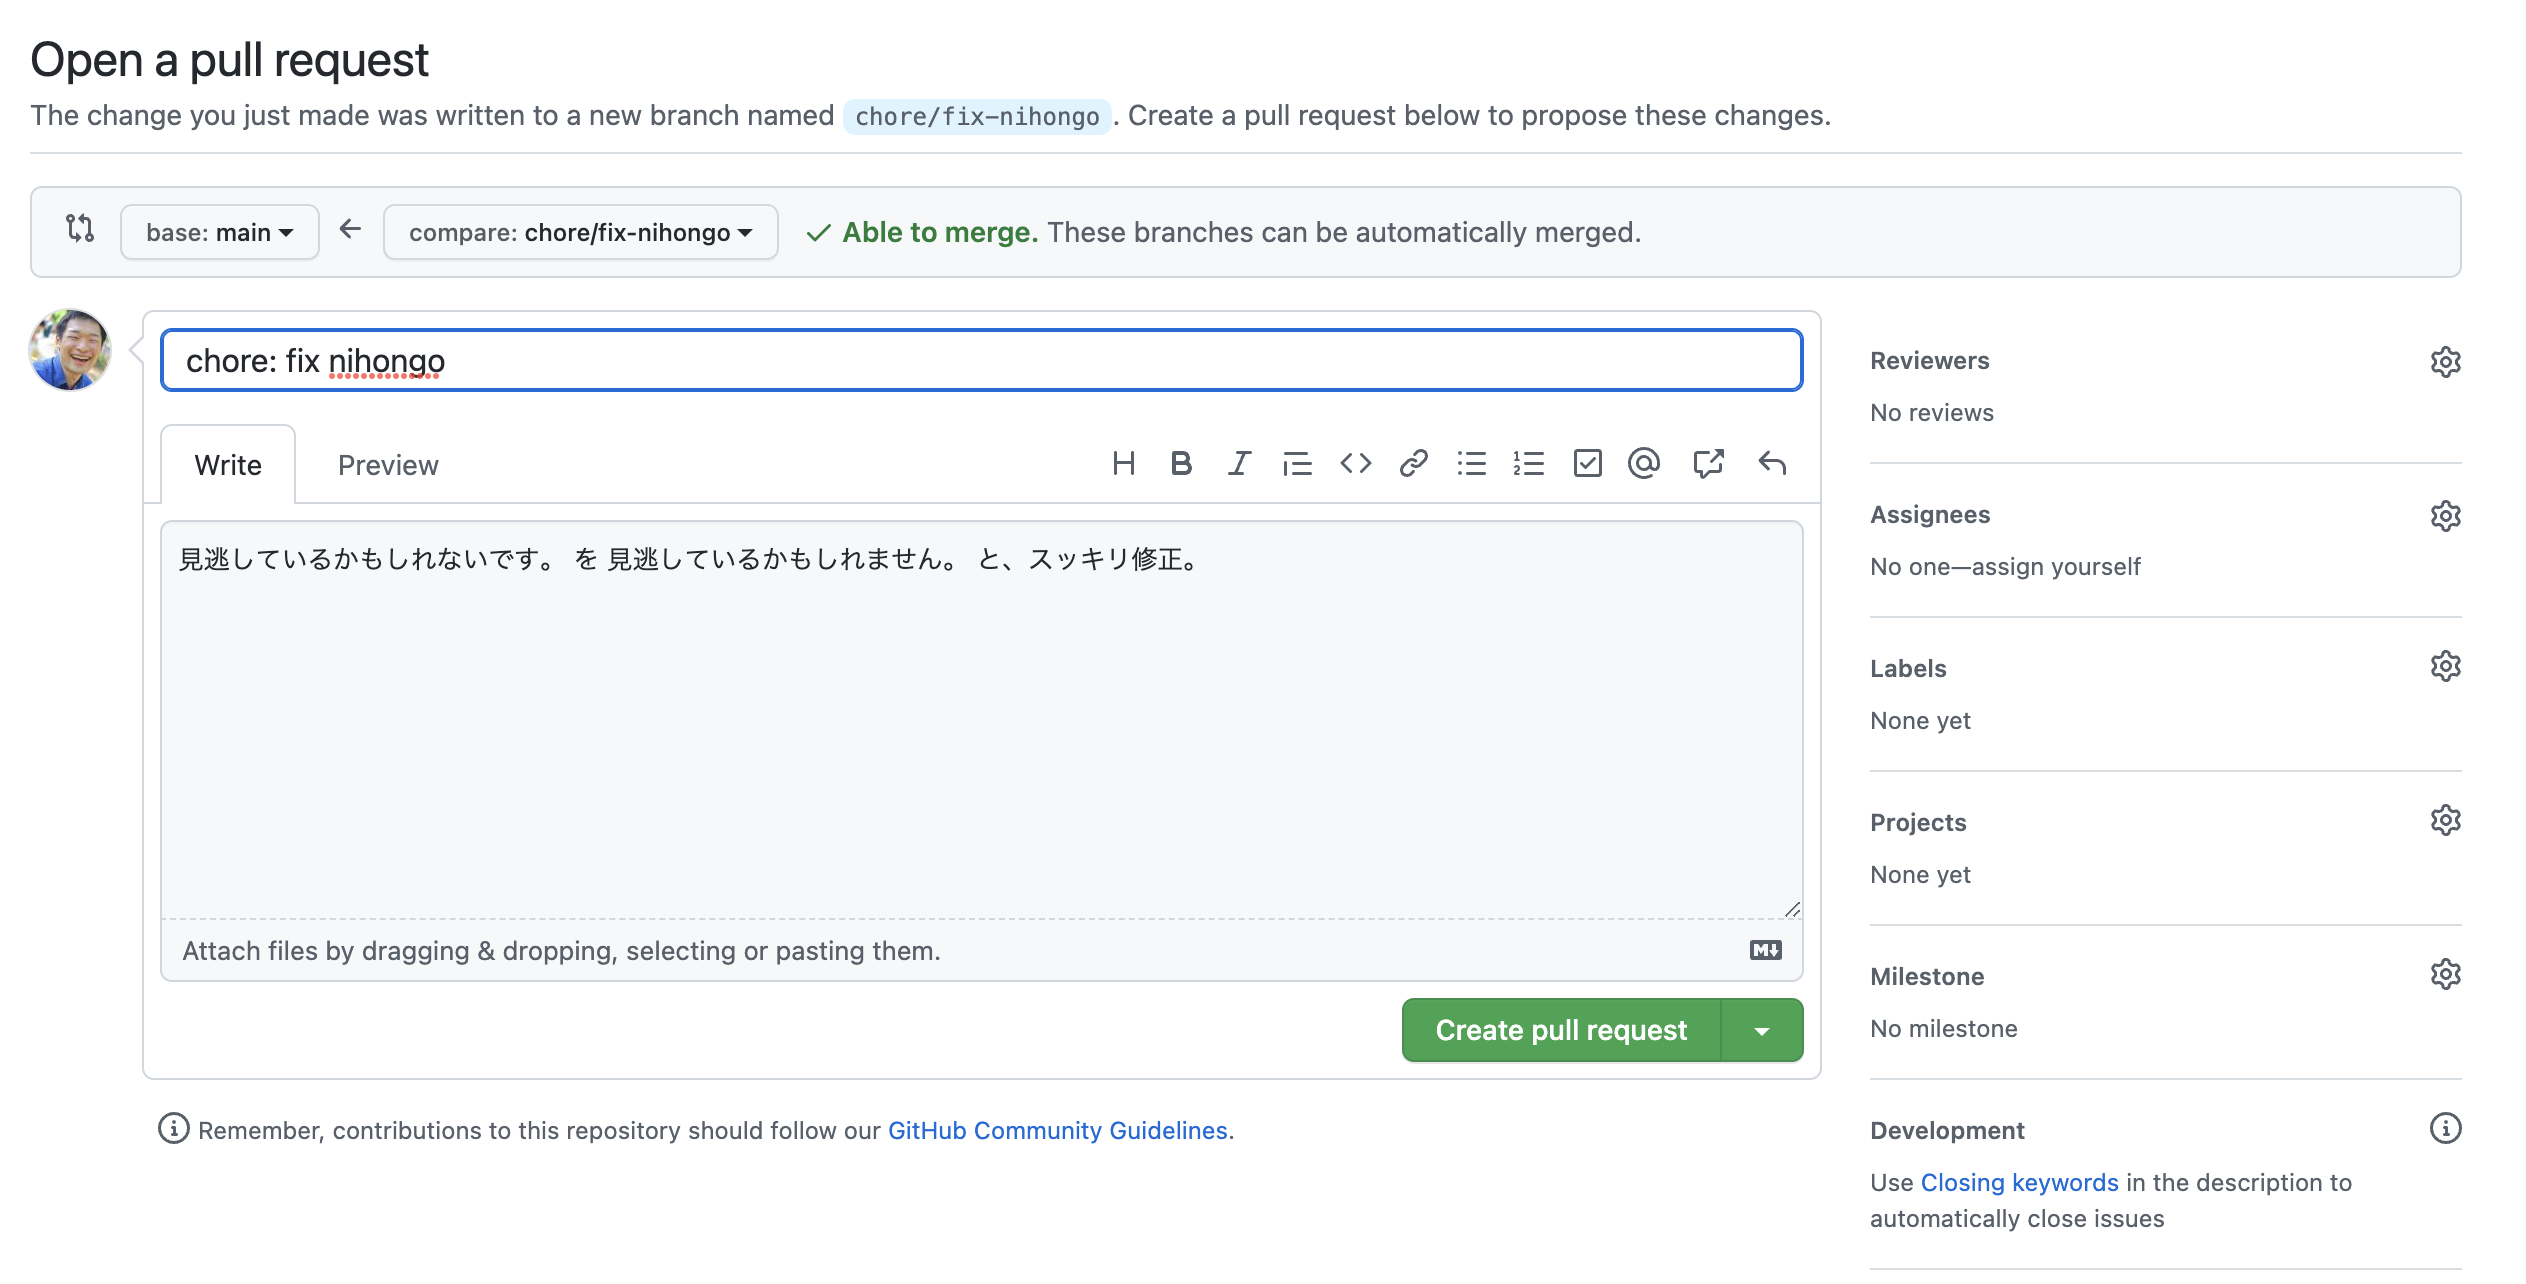 Open a pull request
The change you just made was written to a new branch named chore/fix-nihongo. Create a pull request below to propose these changes.
base: main
compare: chore/fix-nihongo
Able to merge. These branches can be automatically merged.
chore: fix nihongo
Write
Preview
見逃しているかもしれないです。 を 見逃しているかもしれません。 と、スッキリ修正。
Attach files by dragging & dropping, selecting or pasting them.
Create pull request
Remember, contributions to this repository should follow our GitHub Community Guidelines.
Reviewers
No reviews
Assignees
No one—assign yourself
Labels
None yet
Projects
None yet
Milestone
No milestone
Development
Use Closing keywords in the description to
automatically close issues